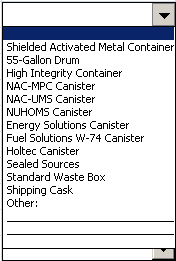 Shielded Activated Metal Container
55-Gallon Drum
High Integrity Container
NAC-MPC Canister
NAC-UMS Canister
NUHOMS Canister
Energy Solutions Canister
Fuel Solutions W-74 Canister
Holtec Canister
Sealed Sources
Standard Waste Box
Shipping Cask
Other: